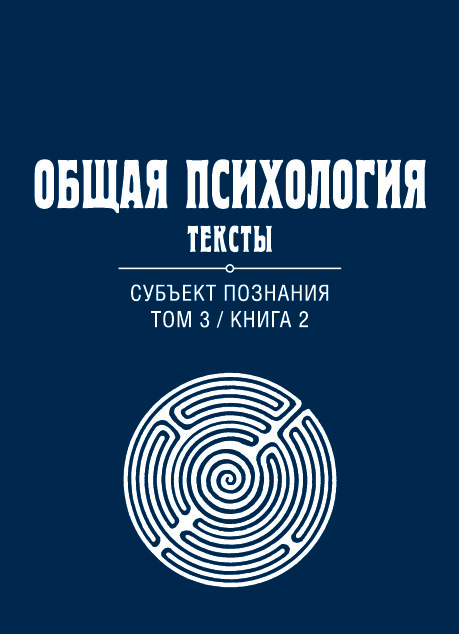 ОБЩАЯ ПСИХОЛОГИЯ
ТЕКСТЫ
СУБЪЕКТ ПОЗНАНИЯ
ТОМ 3 / КНИГА 2